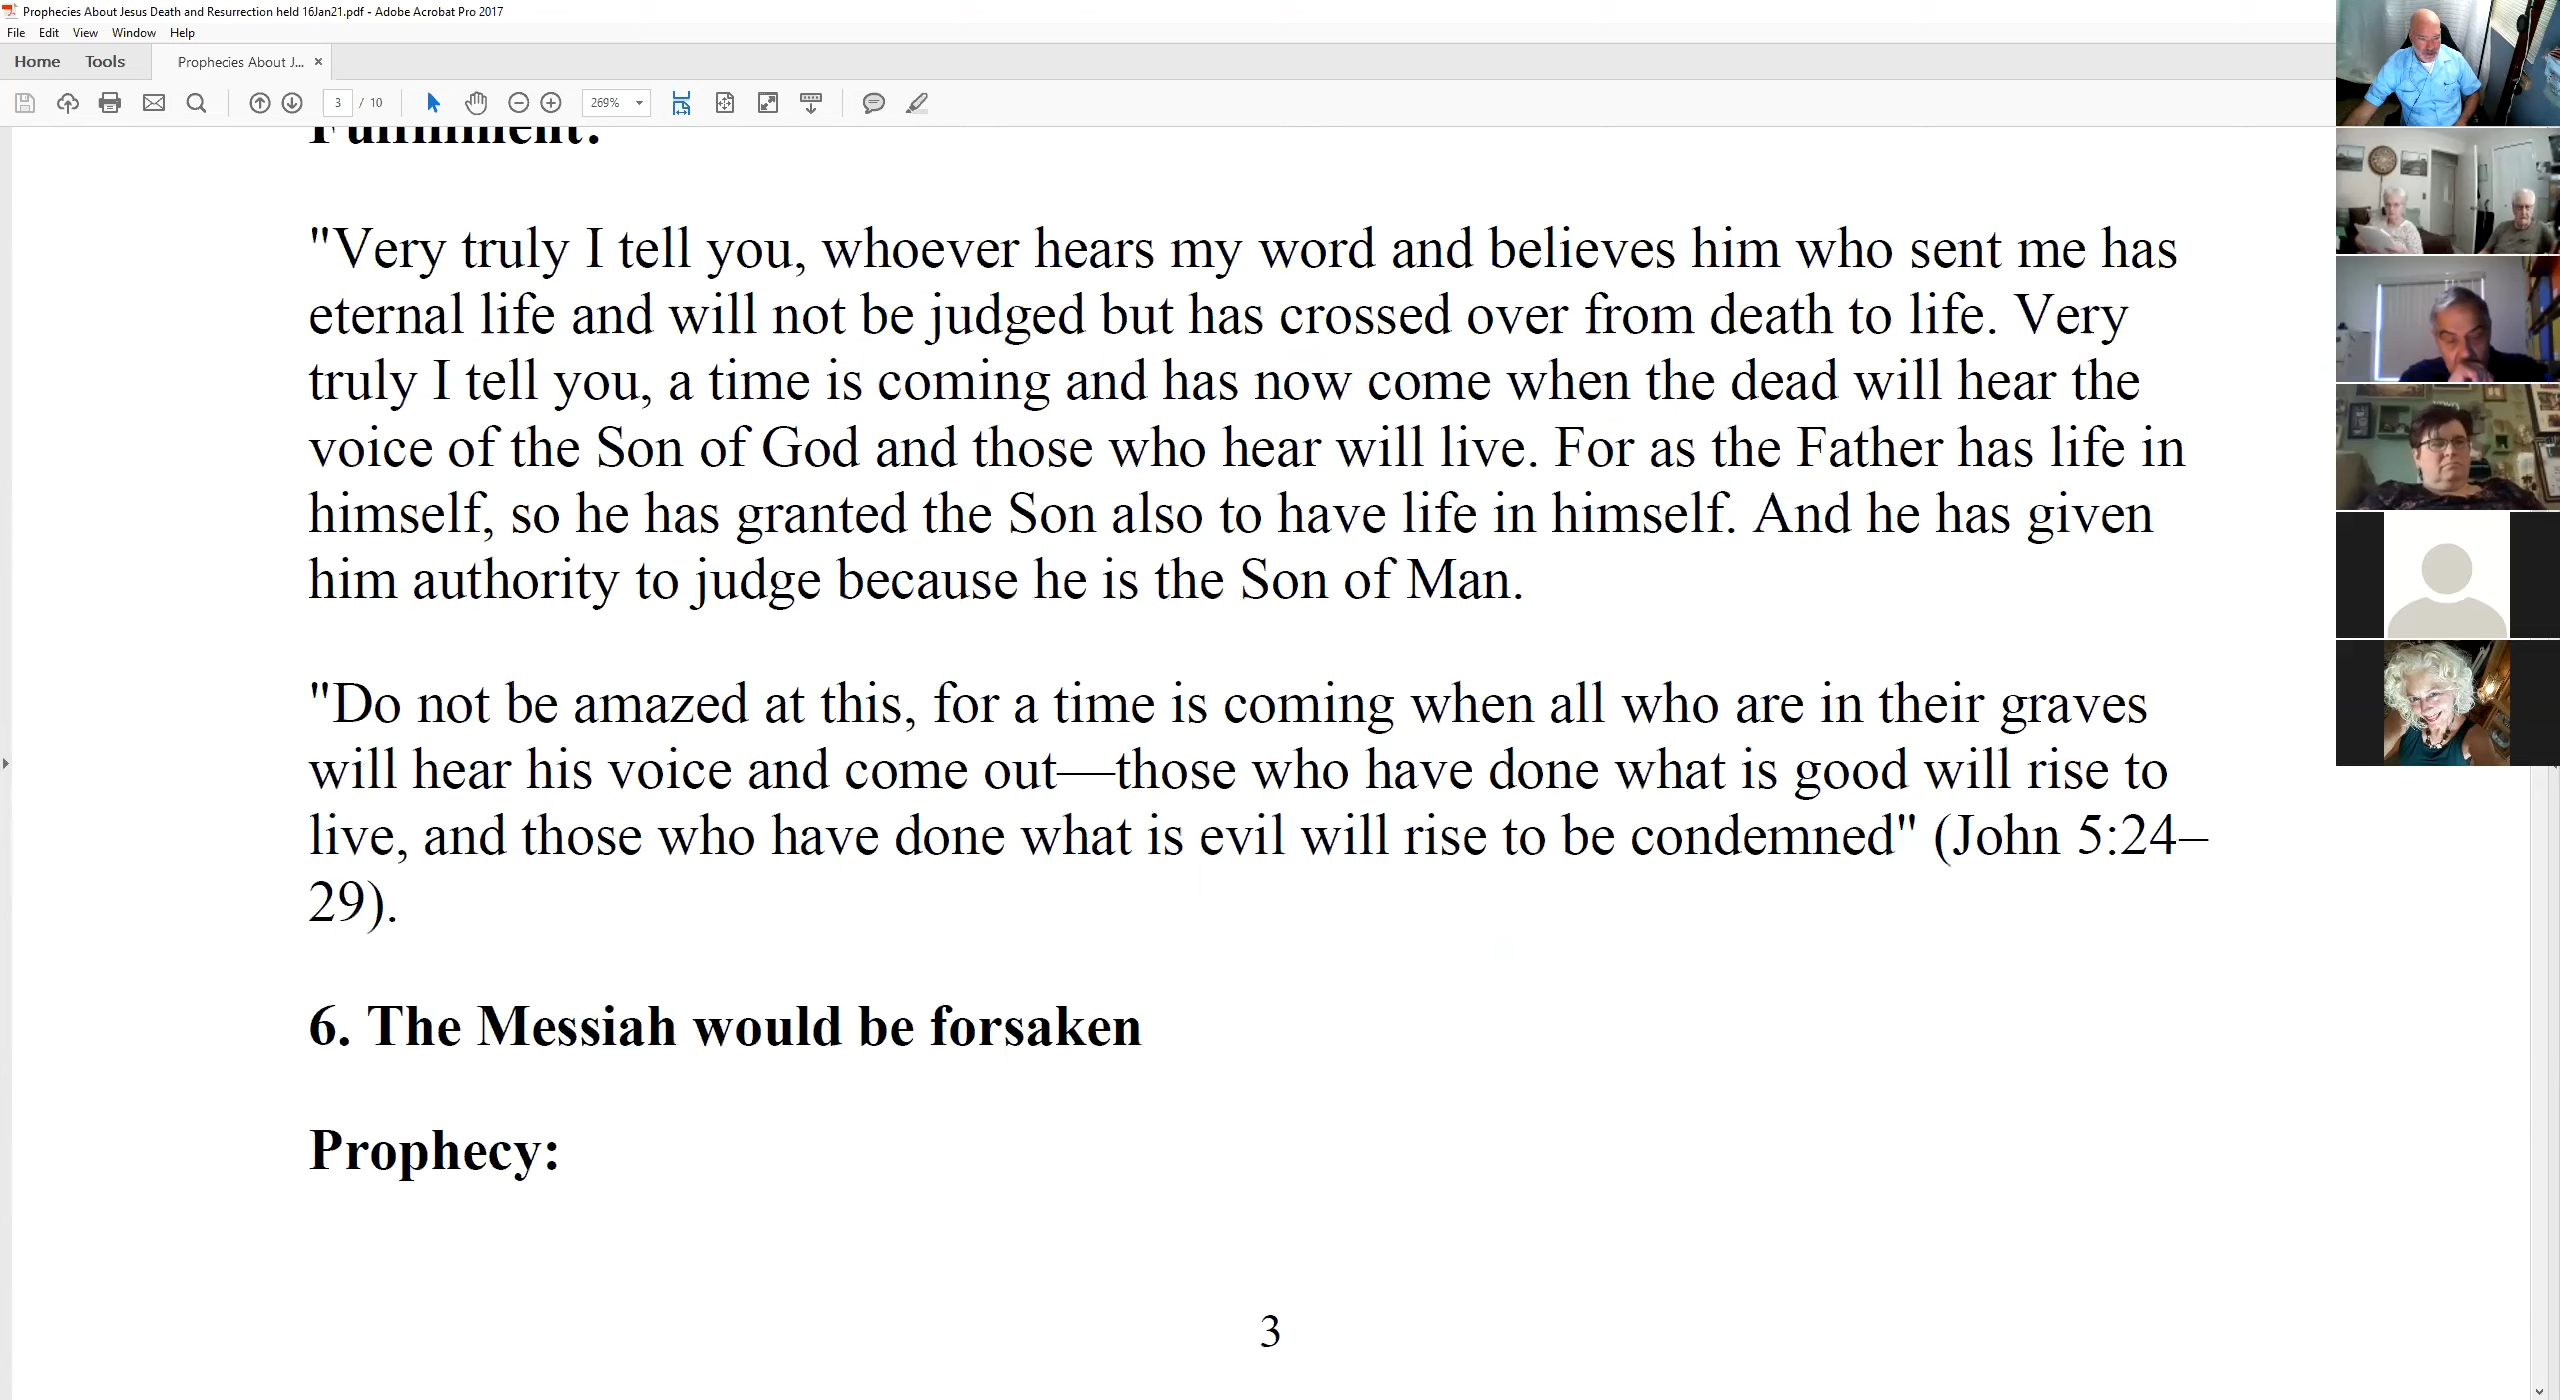 Prophecies About Jesus Death and Resurrection held 16Jan21.pdf - Adobe Acrobat Pro 2017
File Edit View Window Help
Home Tools Prophecies About J... ×
3 / 10 269%
Fulfillment:
"Very truly I tell you, whoever hears my word and believes him who sent me has
eternal life and will not be judged but has crossed over from death to life. Very
truly I tell you, a time is coming and has now come when the dead will hear the
voice of the Son of God and those who hear will live. For as the Father has life in
himself, so he has granted the Son also to have life in himself. And he has given
him authority to judge because he is the Son of Man.
"Do not be amazed at this, for a time is coming when all who are in their graves
will hear his voice and come out—those who have done what is good will rise to
live, and those who have done what is evil will rise to be condemned" (John 5:24–
29).
6. The Messiah would be forsaken
Prophecy:
3